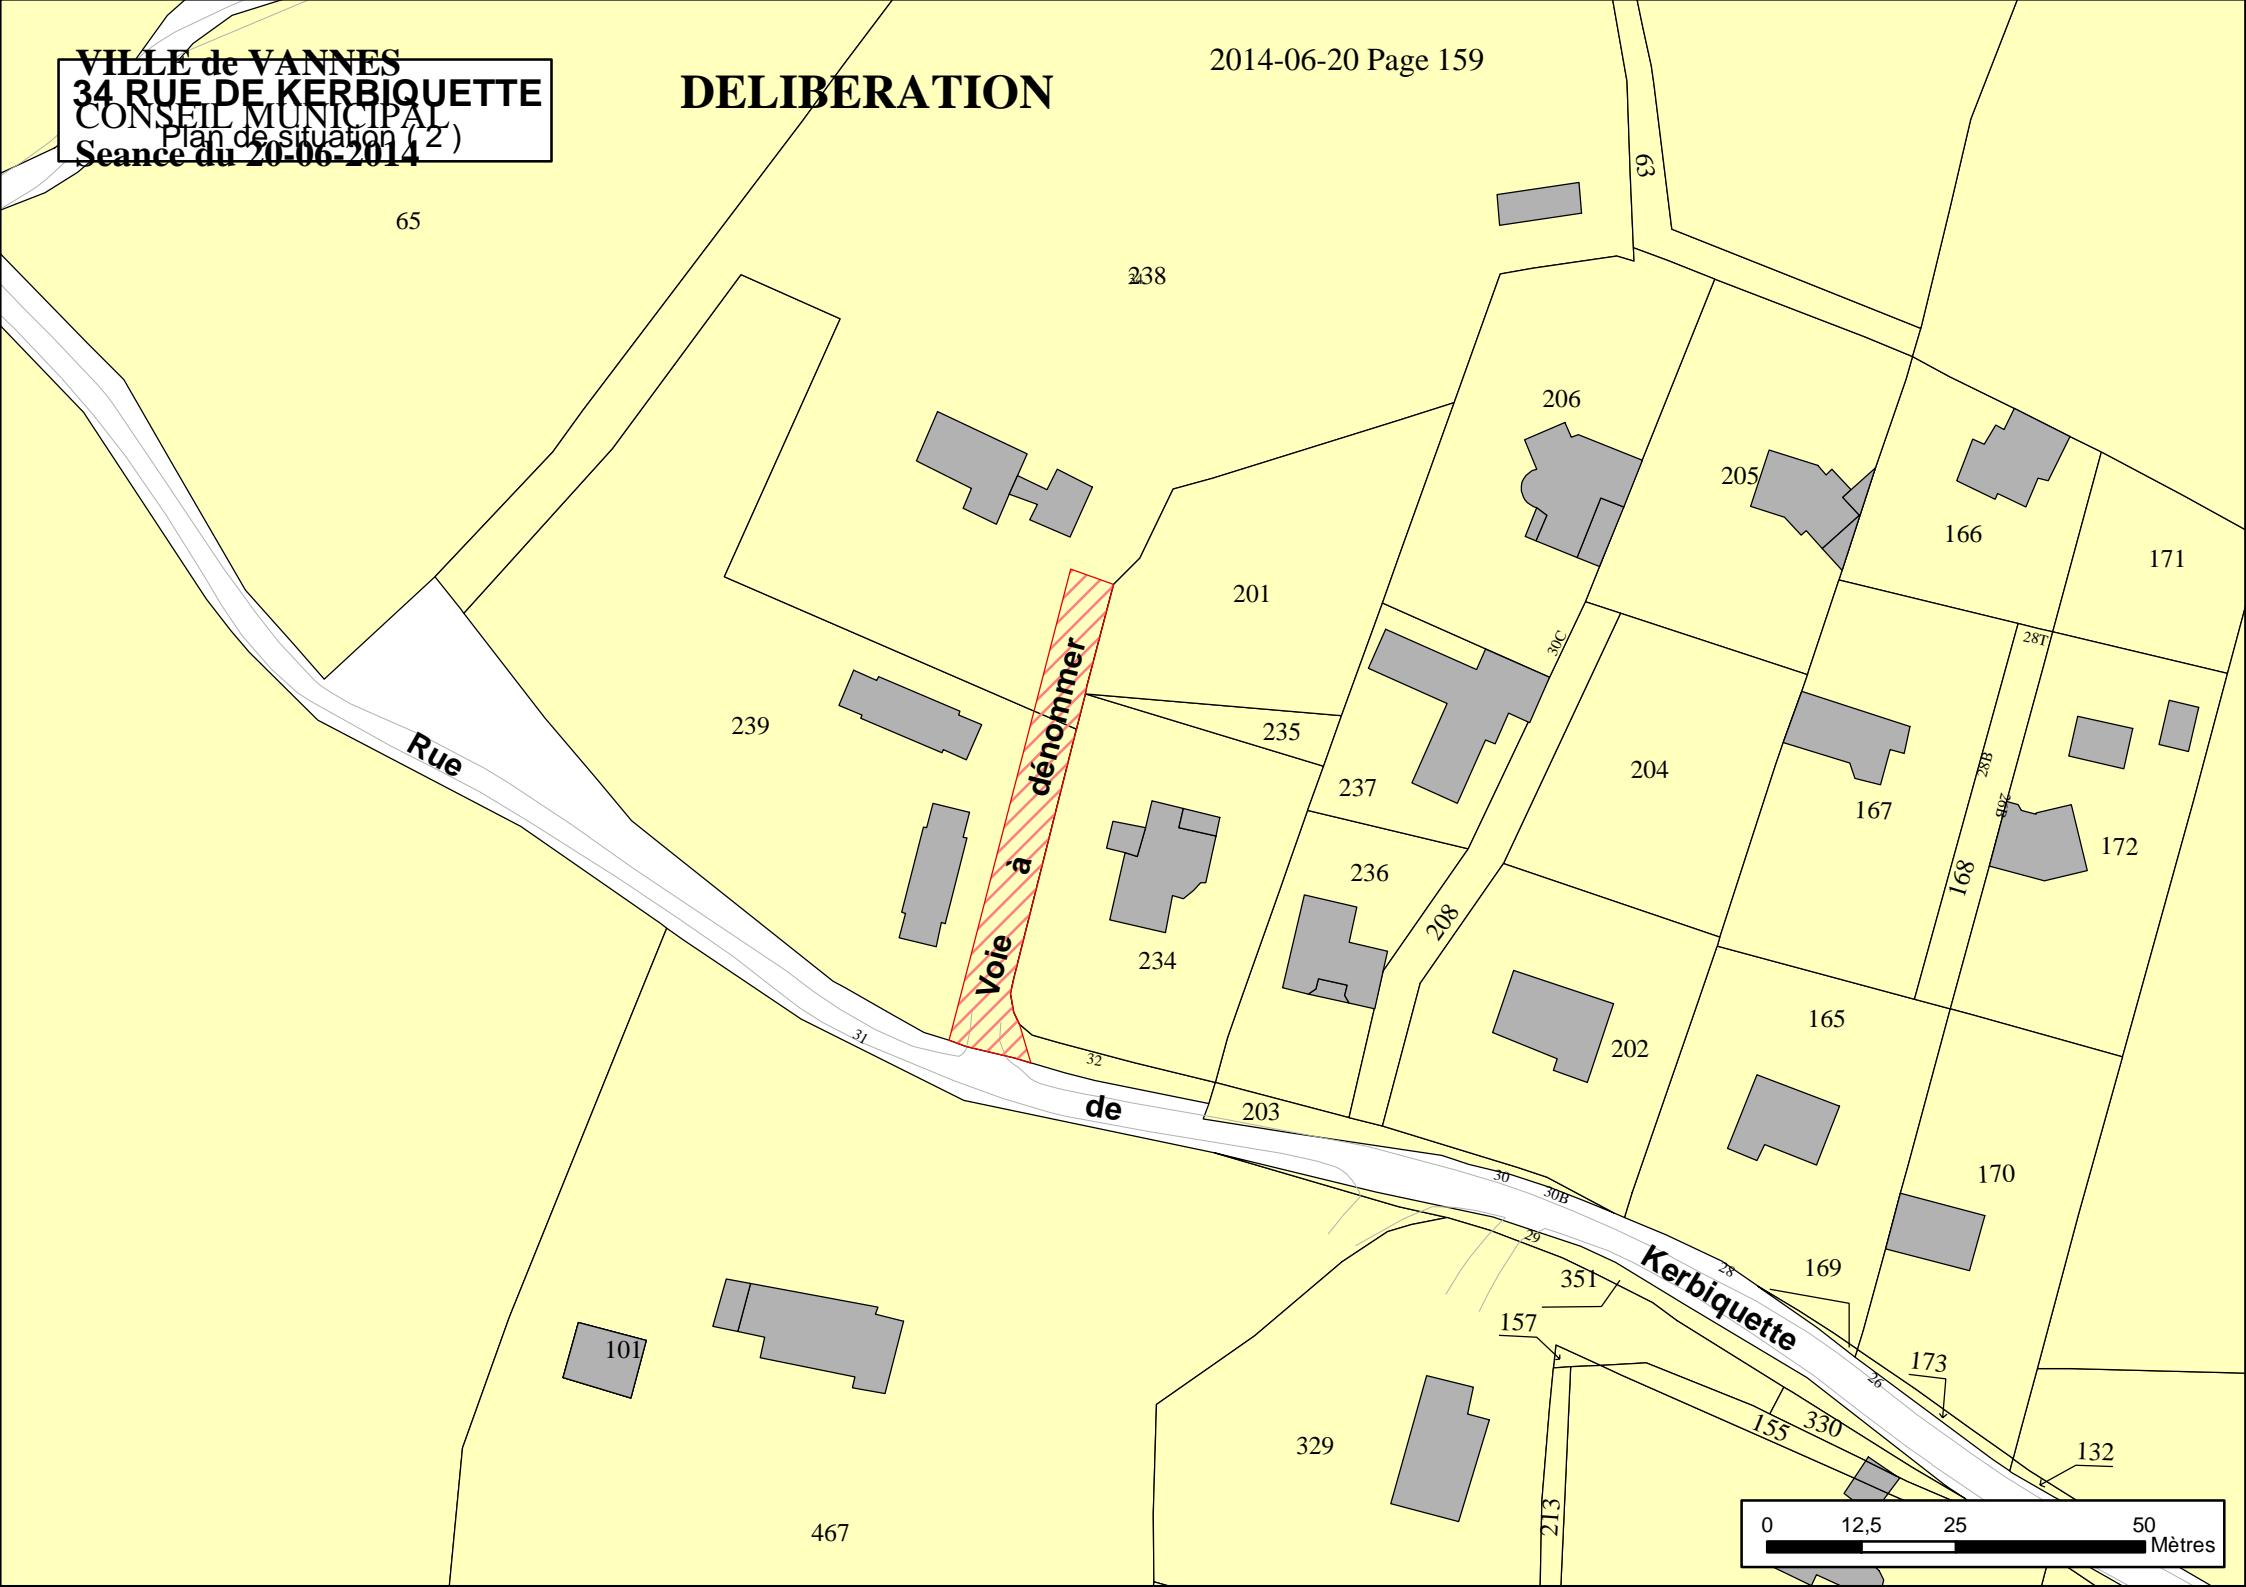 VILLE de VANNES
34 RUE DE KERBIQUETTE
CONSEIL MUNICIPAL
Plan de situation ( 2 )
Seance du 20-06-2014
DELIBERATION
2014-06-20 Page 159
63
65
34
238
206
205
166
171
201
30C
28T
239
235
237
204
28B
26B
167
172
236
168
208
234
165
202
Voie à dénommer
Rue de Kerbiquette
31
32
203
30
30B
29
28
170
169
351
157
173
26
101
329
155
330
132
213
467
0 12,5 25 50
Mètres